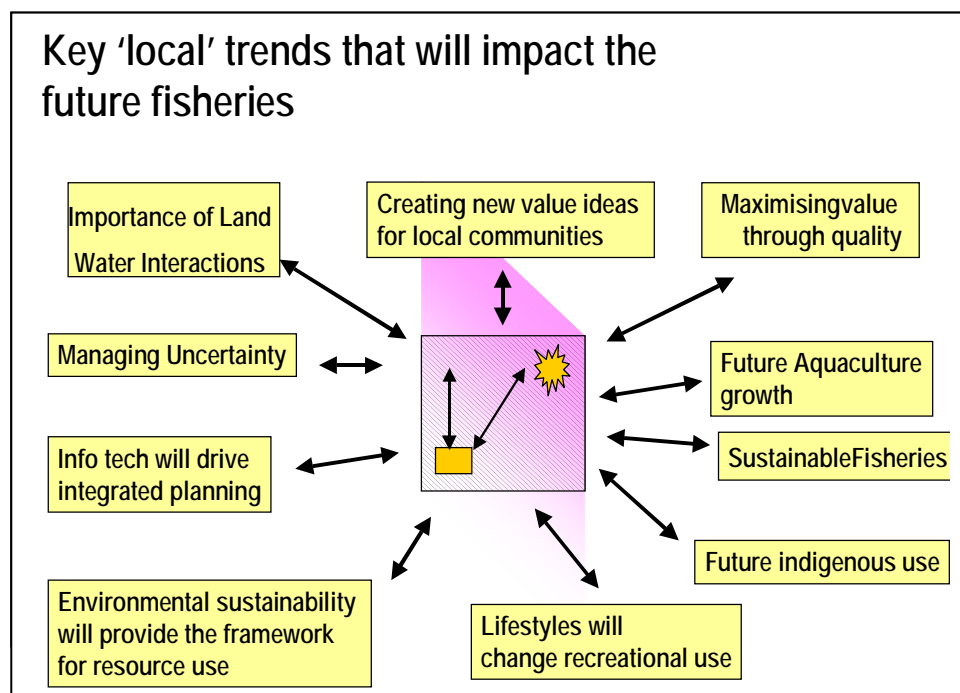 Key ‘local’ trends that will impact the
future fisheries
Importance of Land
Water Interactions
Creating new value ideas
for local communities
Maximisingvalue
through quality
Managing Uncertainty
Future Aquaculture
growth
Info tech will drive
integrated planning
SustainableFisheries
Future indigenous use
Environmental sustainability
will provide the framework
for resource use
Lifestyles will
change recreational use